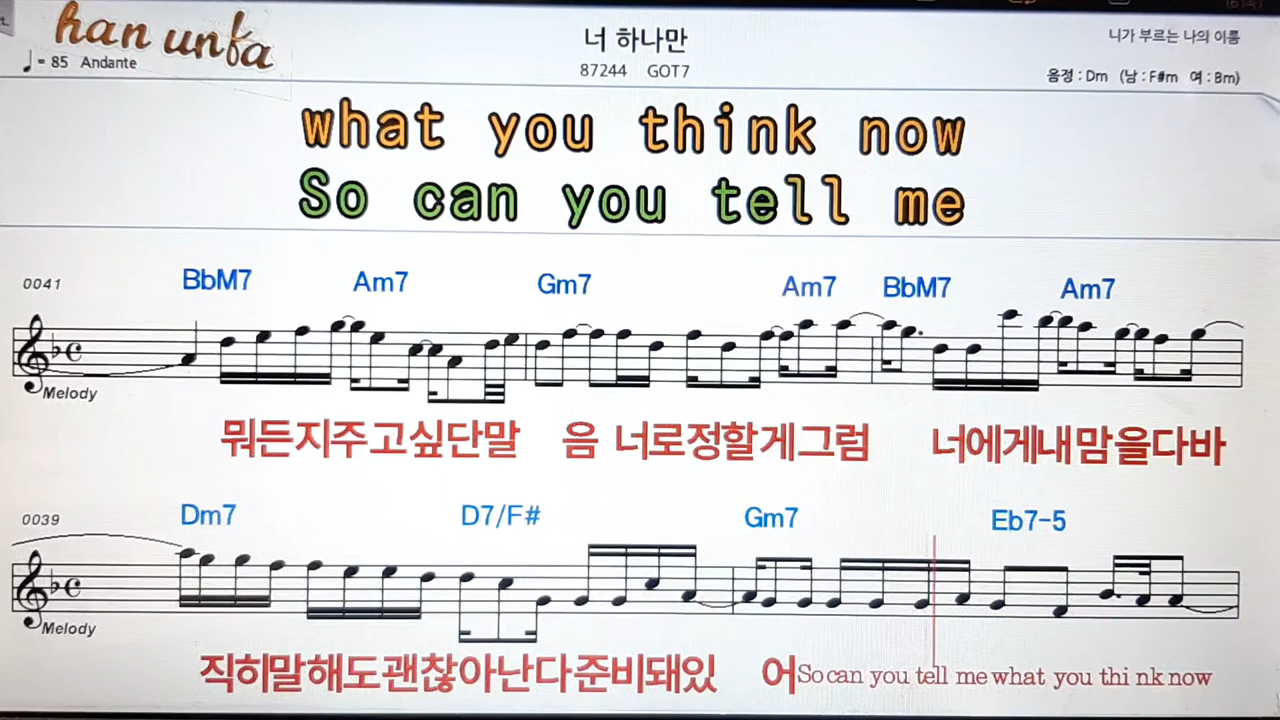 han unfa
♩= 85 Andante
너 하나만
87244 GOT7
니가 부르는 나의 이름
음정 : Dm (남 : F#m 여 : Bm)
what you think now
So can you tell me
0041
BbM7 Am7 Gm7 Am7 BbM7 Am7
Melody
뭐든지주고싶단말 음 너로정할게그럼 너에게내맘을다바
0039
Dm7 D7/F# Gm7 Eb7-5
Melody
직히말해도괜찮아난다준비돼있 어So can you tell me what you thi nk now